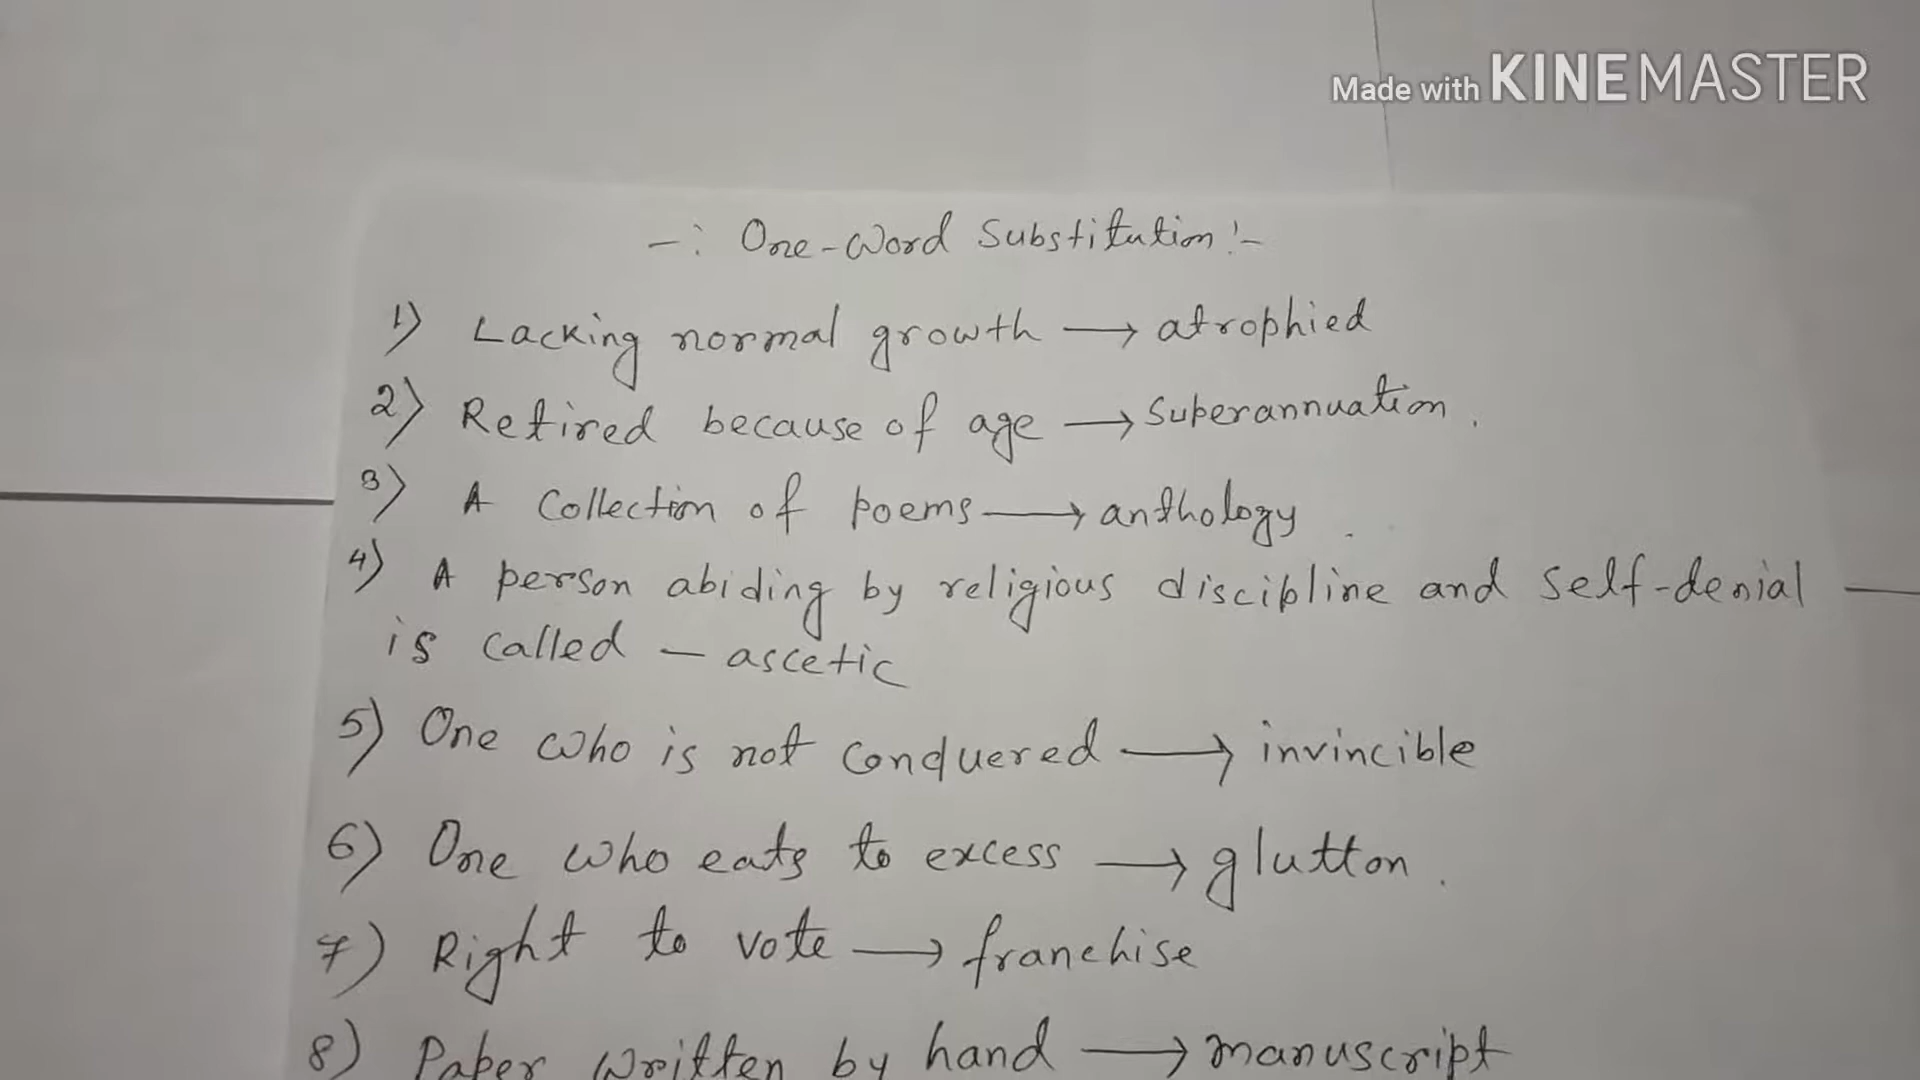 Made with KINEMASTER
-: One-Word Substitution:-
1) Lacking normal growth → atrophied
2) Retired because of age → Superannuation.
3) A Collection of poems → anthology.
4) A person abiding by religious discipline and self-denial —
is called - ascetic
5) One who is not conquered → invincible
6) One who eats to excess → glutton.
7) Right to vote → franchise
8) Paper written by hand → manuscript